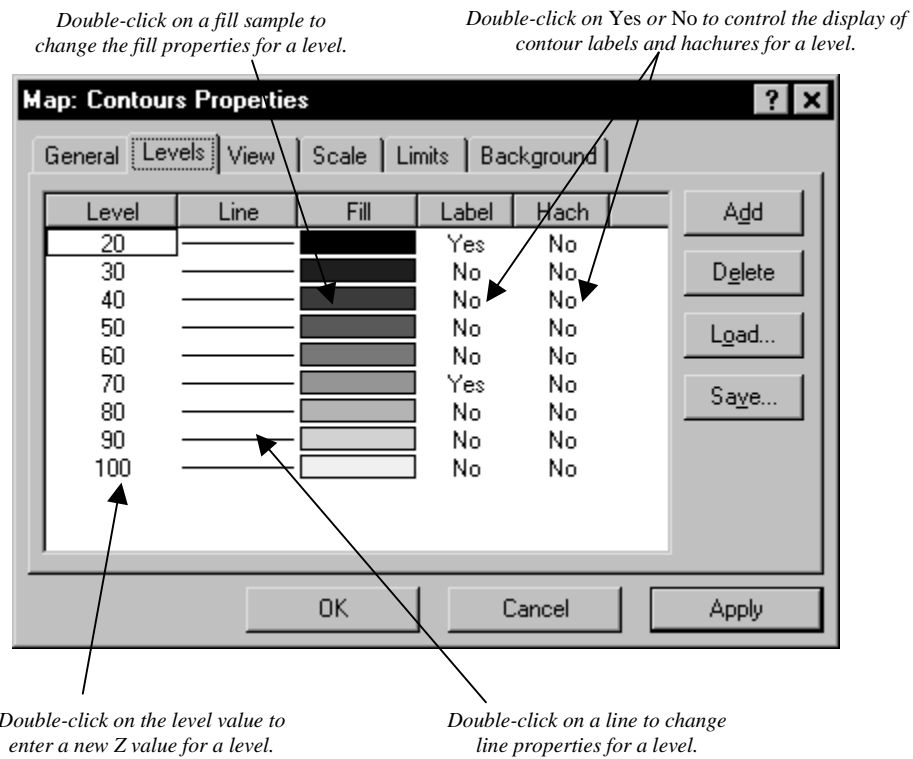 Double-click on a fill sample to
change the fill properties for a level.
Double-click on Yes or No to control the display of
contour labels and hachures for a level.
Map: Contours Properties
General Levels View Scale Limits Background
Level Line Fill Label Hach
20 Yes No
30 No No
40 No No
50 No No
60 No No
70 Yes No
80 No No
90 No No
100 No No
Add
Delete
Load...
Save...
OK Cancel Apply
Double-click on the level value to
enter a new Z value for a level.
Double-click on a line to change
line properties for a level.